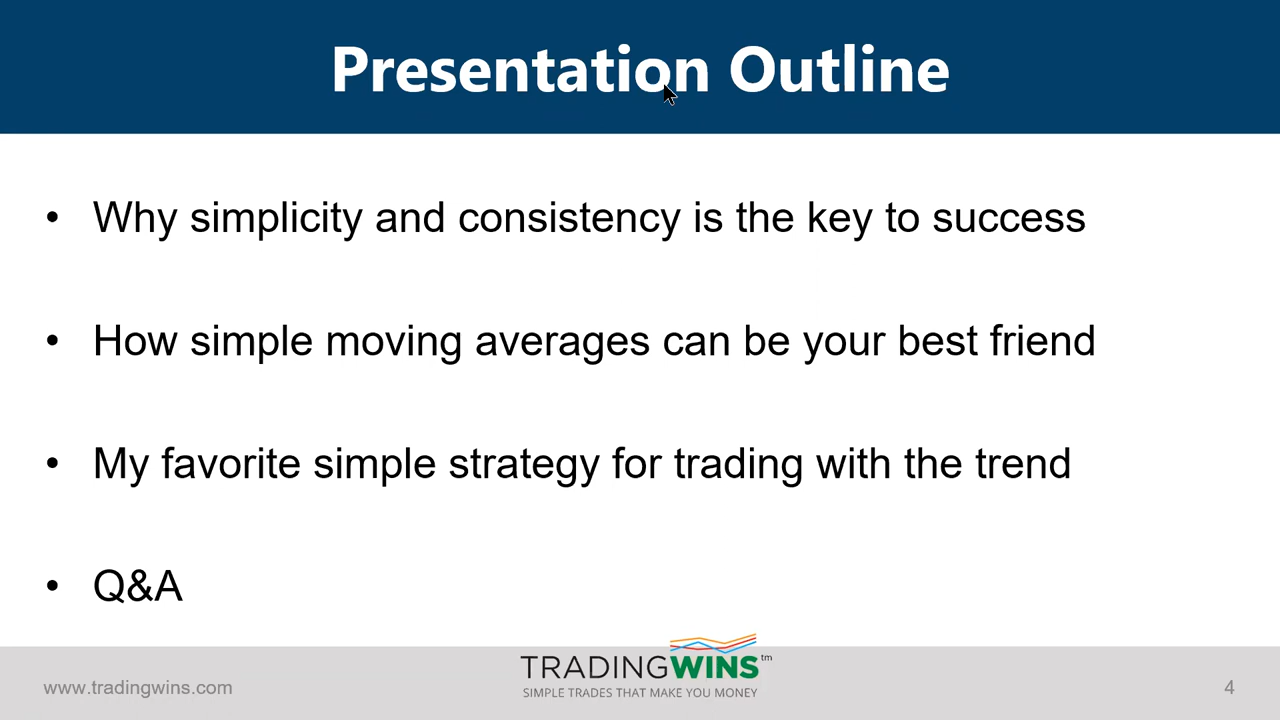 Presentation Outline
• Why simplicity and consistency is the key to success
• How simple moving averages can be your best friend
• My favorite simple strategy for trading with the trend
• Q&A
TRADINGWINS™
SIMPLE TRADES THAT MAKE YOU MONEY
www.tradingwins.com
4